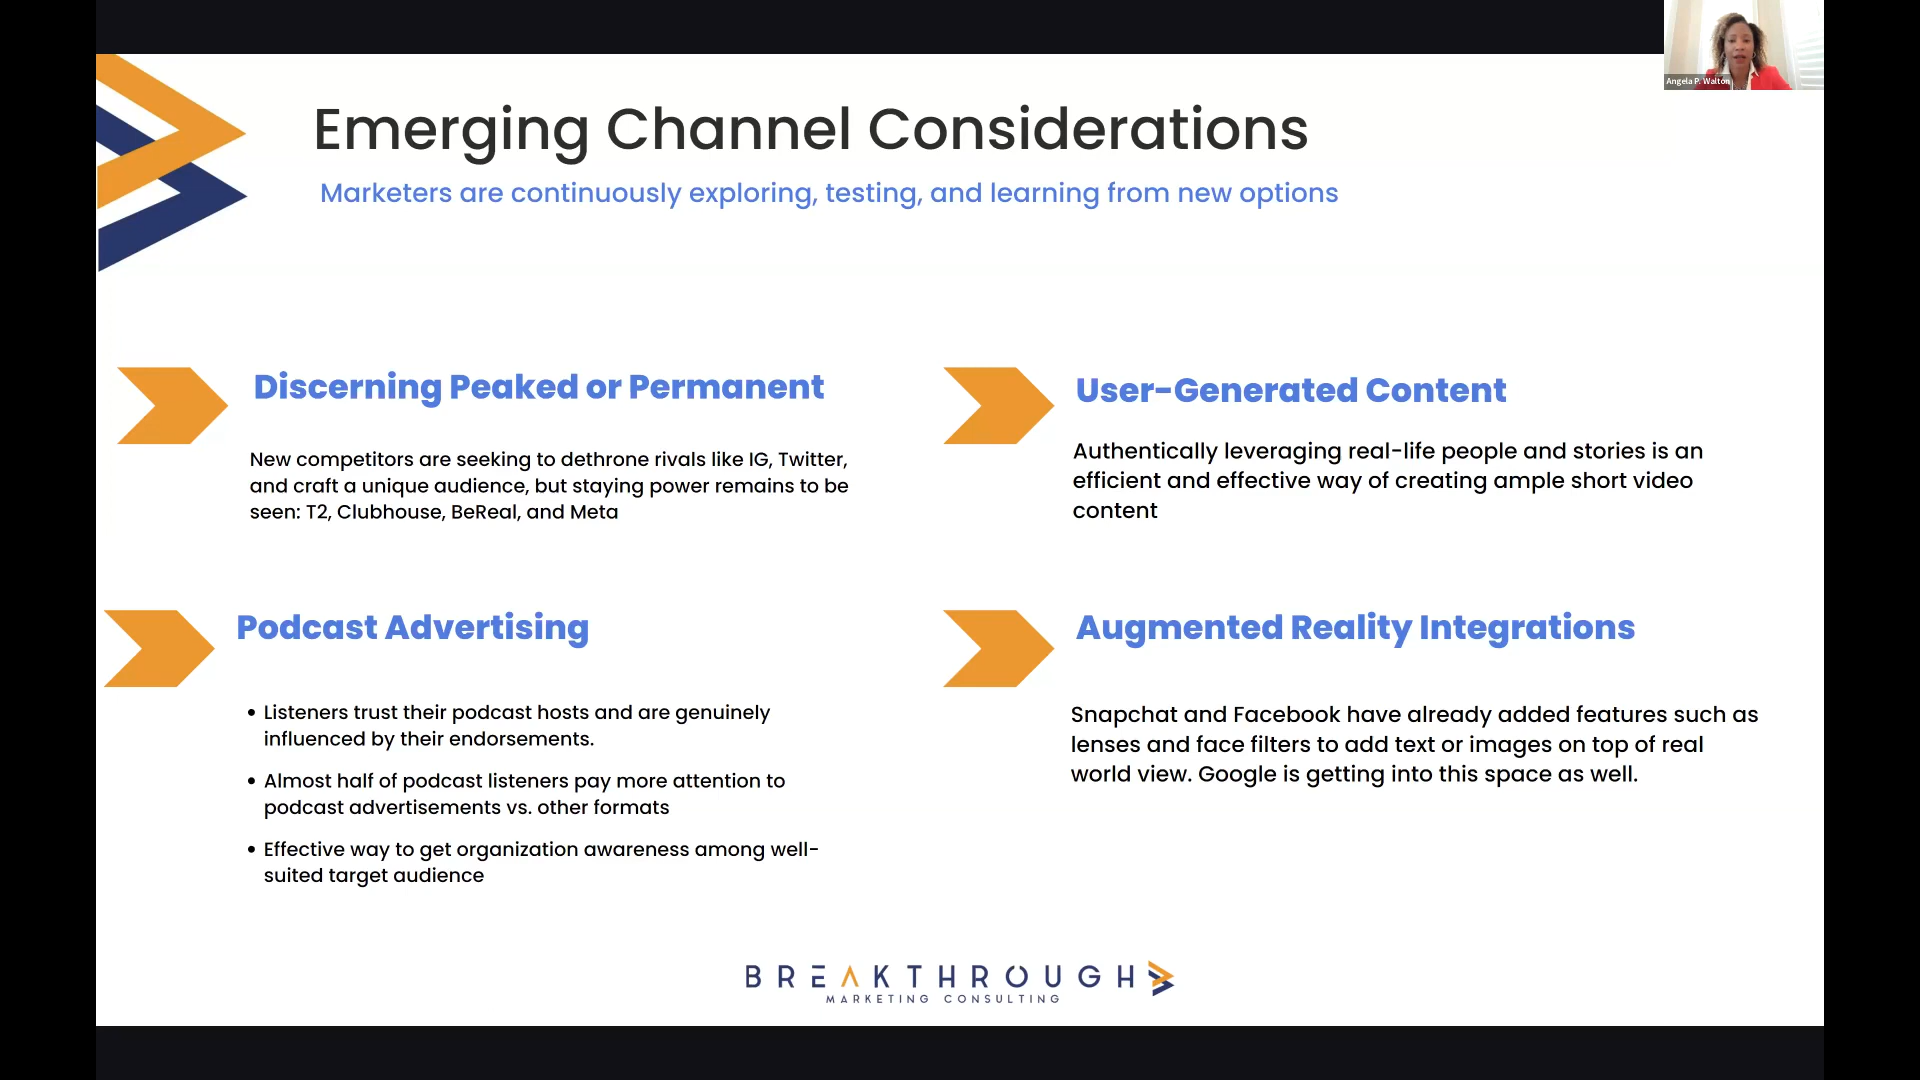 Angela P. Walton
Emerging Channel Considerations
Marketers are continuously exploring, testing, and learning from new options
Discerning Peaked or Permanent
New competitors are seeking to dethrone rivals like IG, Twitter,
and craft a unique audience, but staying power remains to be
seen: T2, Clubhouse, BeReal, and Meta
User-Generated Content
Authentically leveraging real-life people and stories is an
efficient and effective way of creating ample short video
content
Podcast Advertising
• Listeners trust their podcast hosts and are genuinely
influenced by their endorsements.
• Almost half of podcast listeners pay more attention to
podcast advertisements vs. other formats
• Effective way to get organization awareness among well-
suited target audience
Augmented Reality Integrations
Snapchat and Facebook have already added features such as
lenses and face filters to add text or images on top of real
world view. Google is getting into this space as well.
BREAKTHROUGH
MARKETING CONSULTING